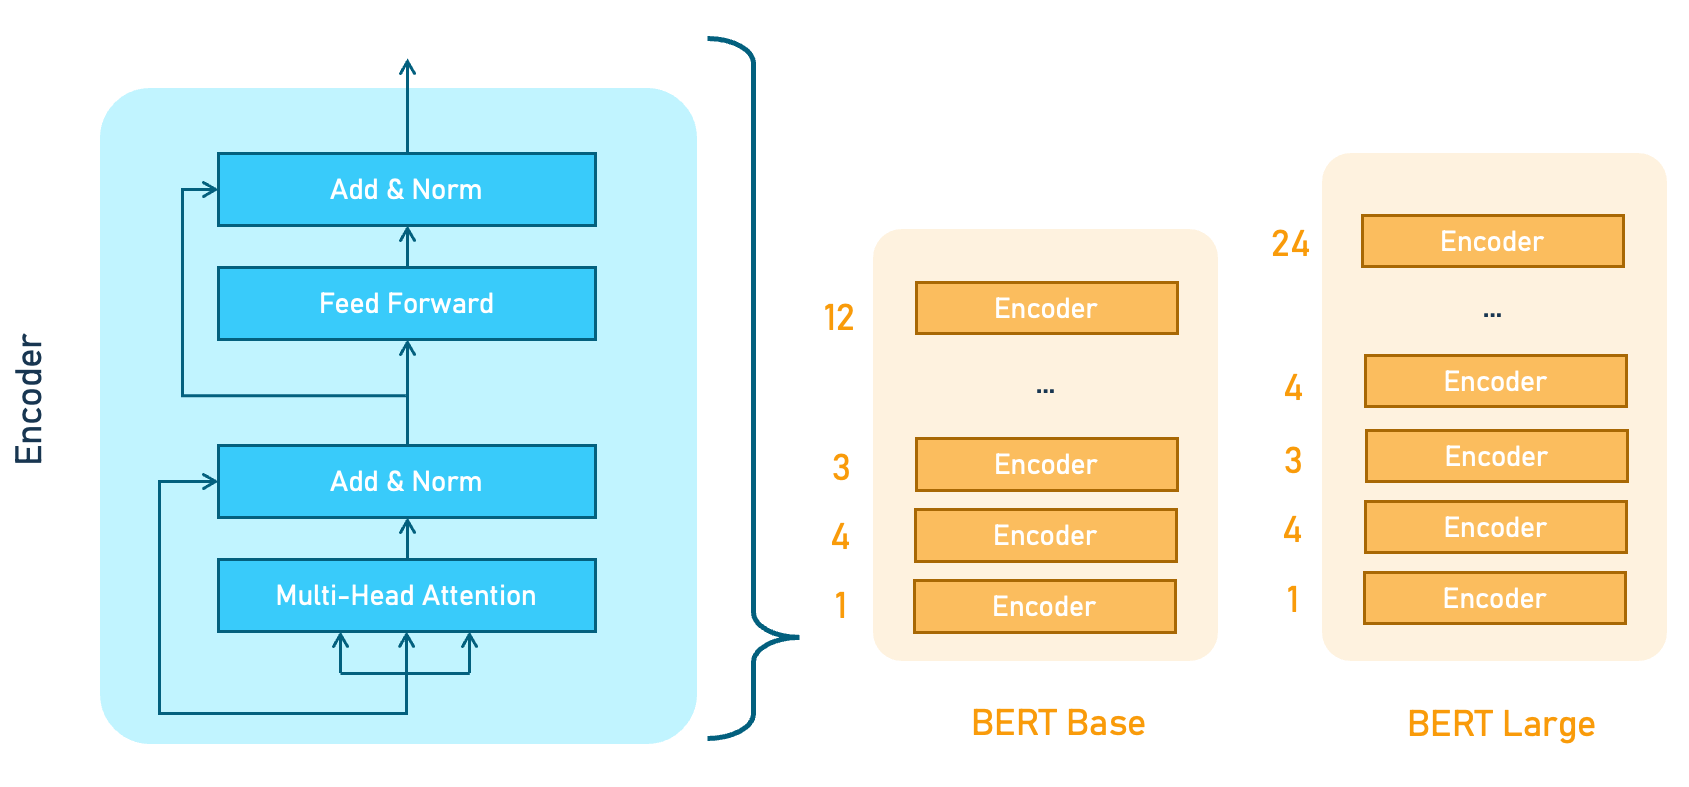 Encoder
Add & Norm
Feed Forward
Add & Norm
Multi-Head Attention
12
Encoder
...
3
Encoder
4
Encoder
1
Encoder
BERT Base
24
Encoder
...
4
Encoder
3
Encoder
4
Encoder
1
Encoder
BERT Large